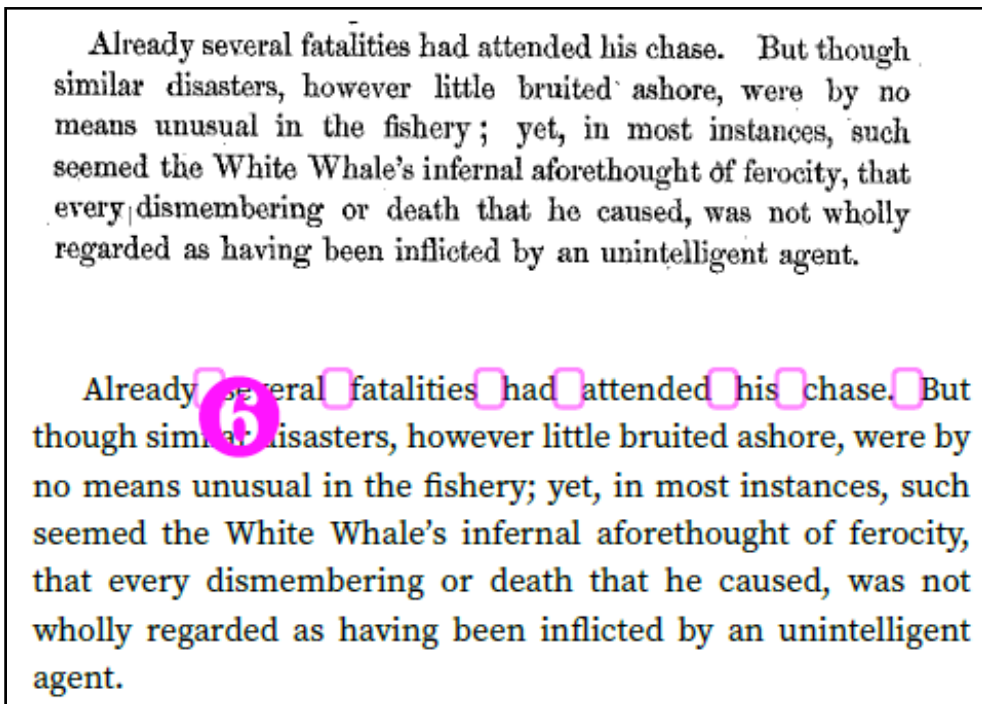 Already several fatalities had attended his chase. But though
similar disasters, however little bruited ashore, were by no
means unusual in the fishery; yet, in most instances, such
seemed the White Whale's infernal aforethought of ferocity, that
every dismembering or death that he caused, was not wholly
regarded as having been inflicted by an unintelligent agent.
Already several fatalities had attended his chase. But
6
though similar disasters, however little bruited ashore, were by
no means unusual in the fishery; yet, in most instances, such
seemed the White Whale’s infernal aforethought of ferocity,
that every dismembering or death that he caused, was not
wholly regarded as having been inflicted by an unintelligent
agent.